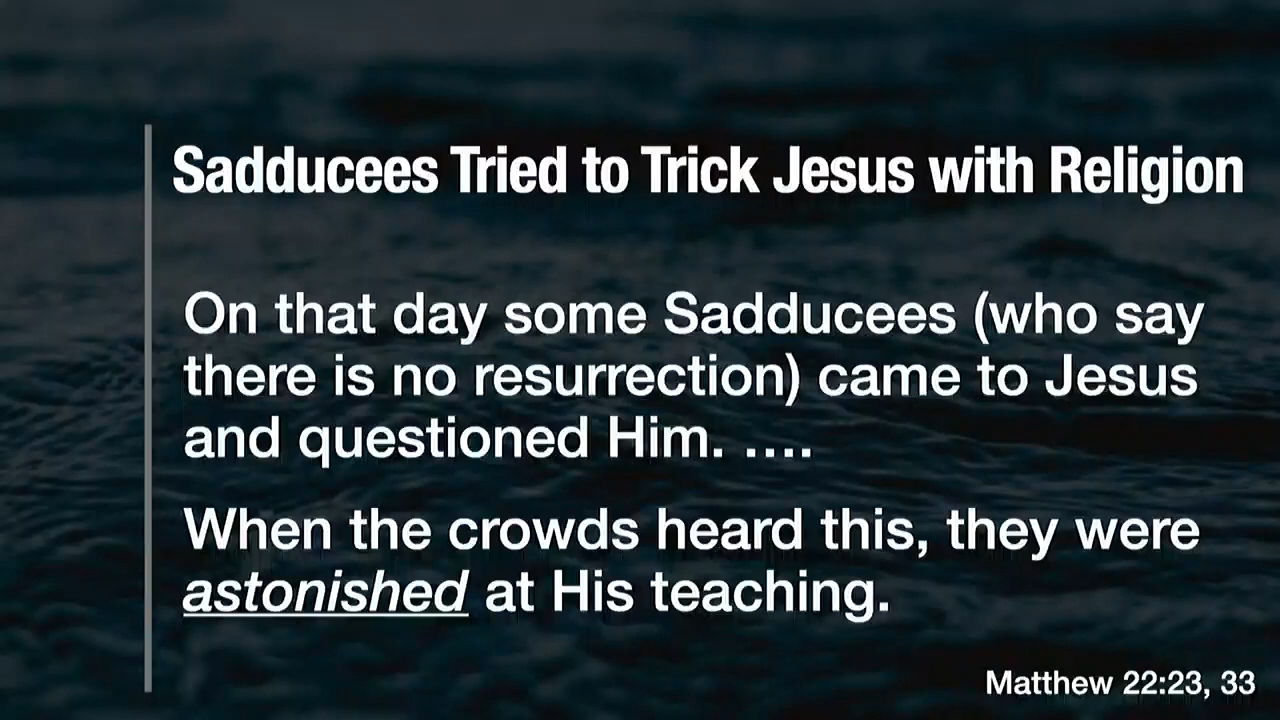 Sadducees Tried to Trick Jesus with Religion
On that day some Sadducees (who say
there is no resurrection) came to Jesus
and questioned Him. ....
When the crowds heard this, they were
astonished at His teaching.
Matthew 22:23, 33